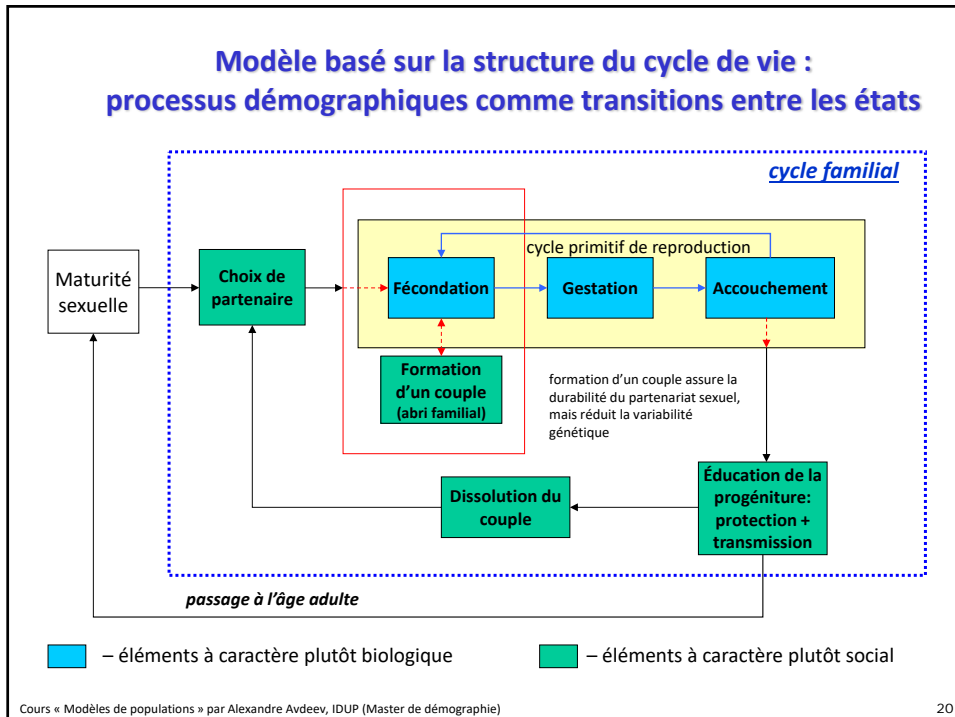 Modèle basé sur la structure du cycle de vie :
processus démographiques comme transitions entre les états
cycle familial
cycle primitif de reproduction
Maturité
sexuelle
Choix de
partenaire
Fécondation
Gestation
Accouchement
Formation
d’un couple
(abri familial)
formation d’un couple assure la
durabilité du partenariat sexuel,
mais réduit la variabilité
génétique
Dissolution du
couple
Éducation de la
progéniture:
protection +
transmission
passage à l’âge adulte
– éléments à caractère plutôt biologique
– éléments à caractère plutôt social
Cours « Modèles de populations » par Alexandre Avdeev, IDUP (Master de démographie)
20